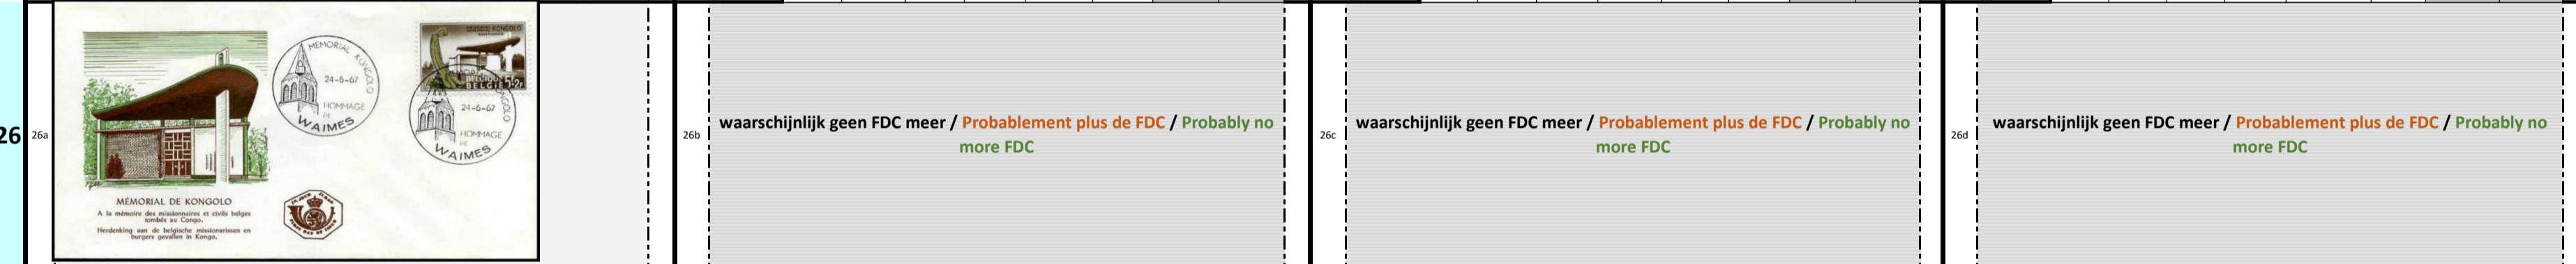 26
26a
MEMORIAL KONGOLO
24-6-67
HOMMAGE
DE
WAIMES
BELGIQUE 5+2F
BELGIË
24-6-67
HOMMAGE
DE
WAIMES
MÉMORIAL DE KONGOLO
A la mémoire des missionnaires et civils belges
tombés au Congo.
Herdenking aan de belgische missionarissen en
burgers gevallen in Kongo.
26b
waarschijnlijk geen FDC meer / Probablement plus de FDC / Probably no
more FDC
26c
waarschijnlijk geen FDC meer / Probablement plus de FDC / Probably no
more FDC
26d
waarschijnlijk geen FDC meer / Probablement plus de FDC / Probably no
more FDC